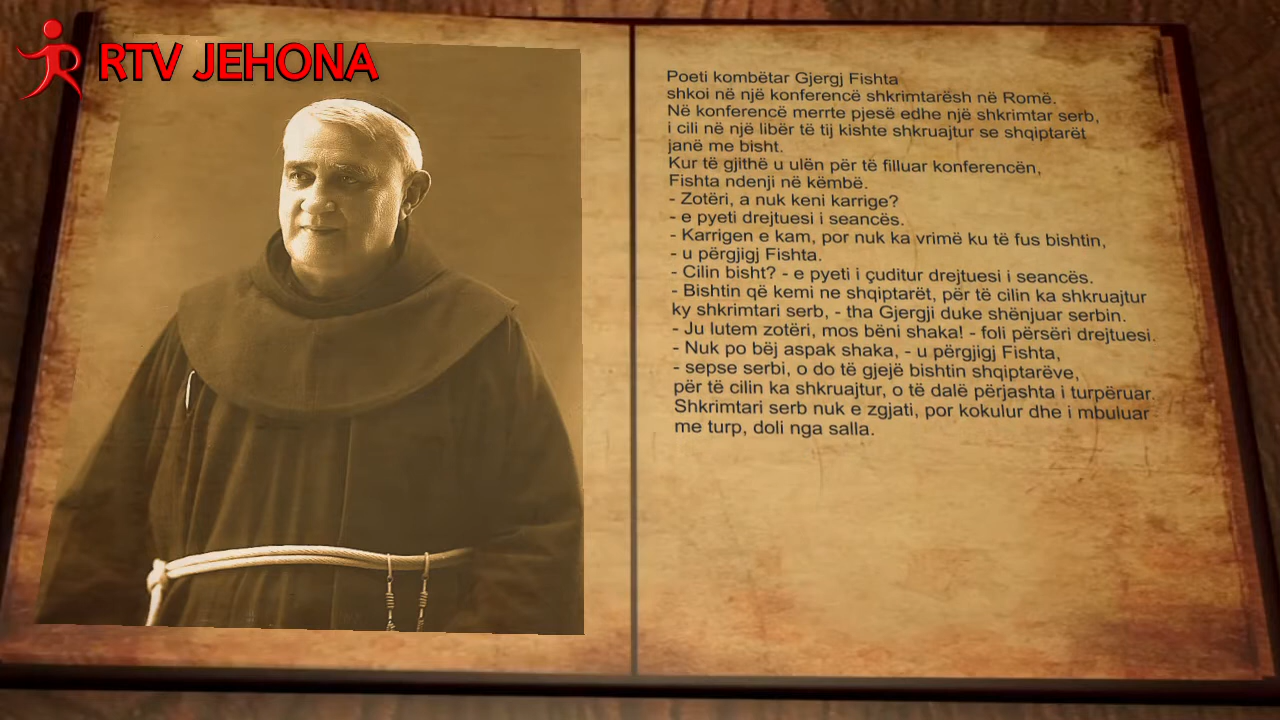 RTV JEHONA
Poeti kombëtar Gjergj Fishta
shkoi në një konferencë shkrimtarësh në Romë.
Në konferencë merrte pjesë edhe një shkrimtar serb,
i cili në një libër të tij kishte shkruajtur se shqiptarët
janë me bisht.
Kur të gjithë u ulën për të filluar konferencën,
Fishta ndenji në këmbë.
- Zotëri, a nuk keni karrige?
- e pyeti drejtuesi i seancës.
- Karrigen e kam, por nuk ka vrimë ku të fus bishtin,
- u përgjigj Fishta.
- Cilin bisht? - e pyeti i çuditur drejtuesi i seancës.
- Bishtin që kemi ne shqiptarët, për të cilin ka shkruajtur
ky shkrimtari serb, - tha Gjergji duke shënjuar serbin.
- Ju lutem zotëri, mos bëni shaka! - foli përsëri drejtuesi.
- Nuk po bëj aspak shaka, - u përgjigj Fishta,
- sepse serbi, o do të gjejë bishtin shqiptarëve,
për të cilin ka shkruajtur, o të dalë përjashta i turpëruar.
Shkrimtari serb nuk e zgjati, por kokulur dhe i mbuluar
me turp, doli nga salla.